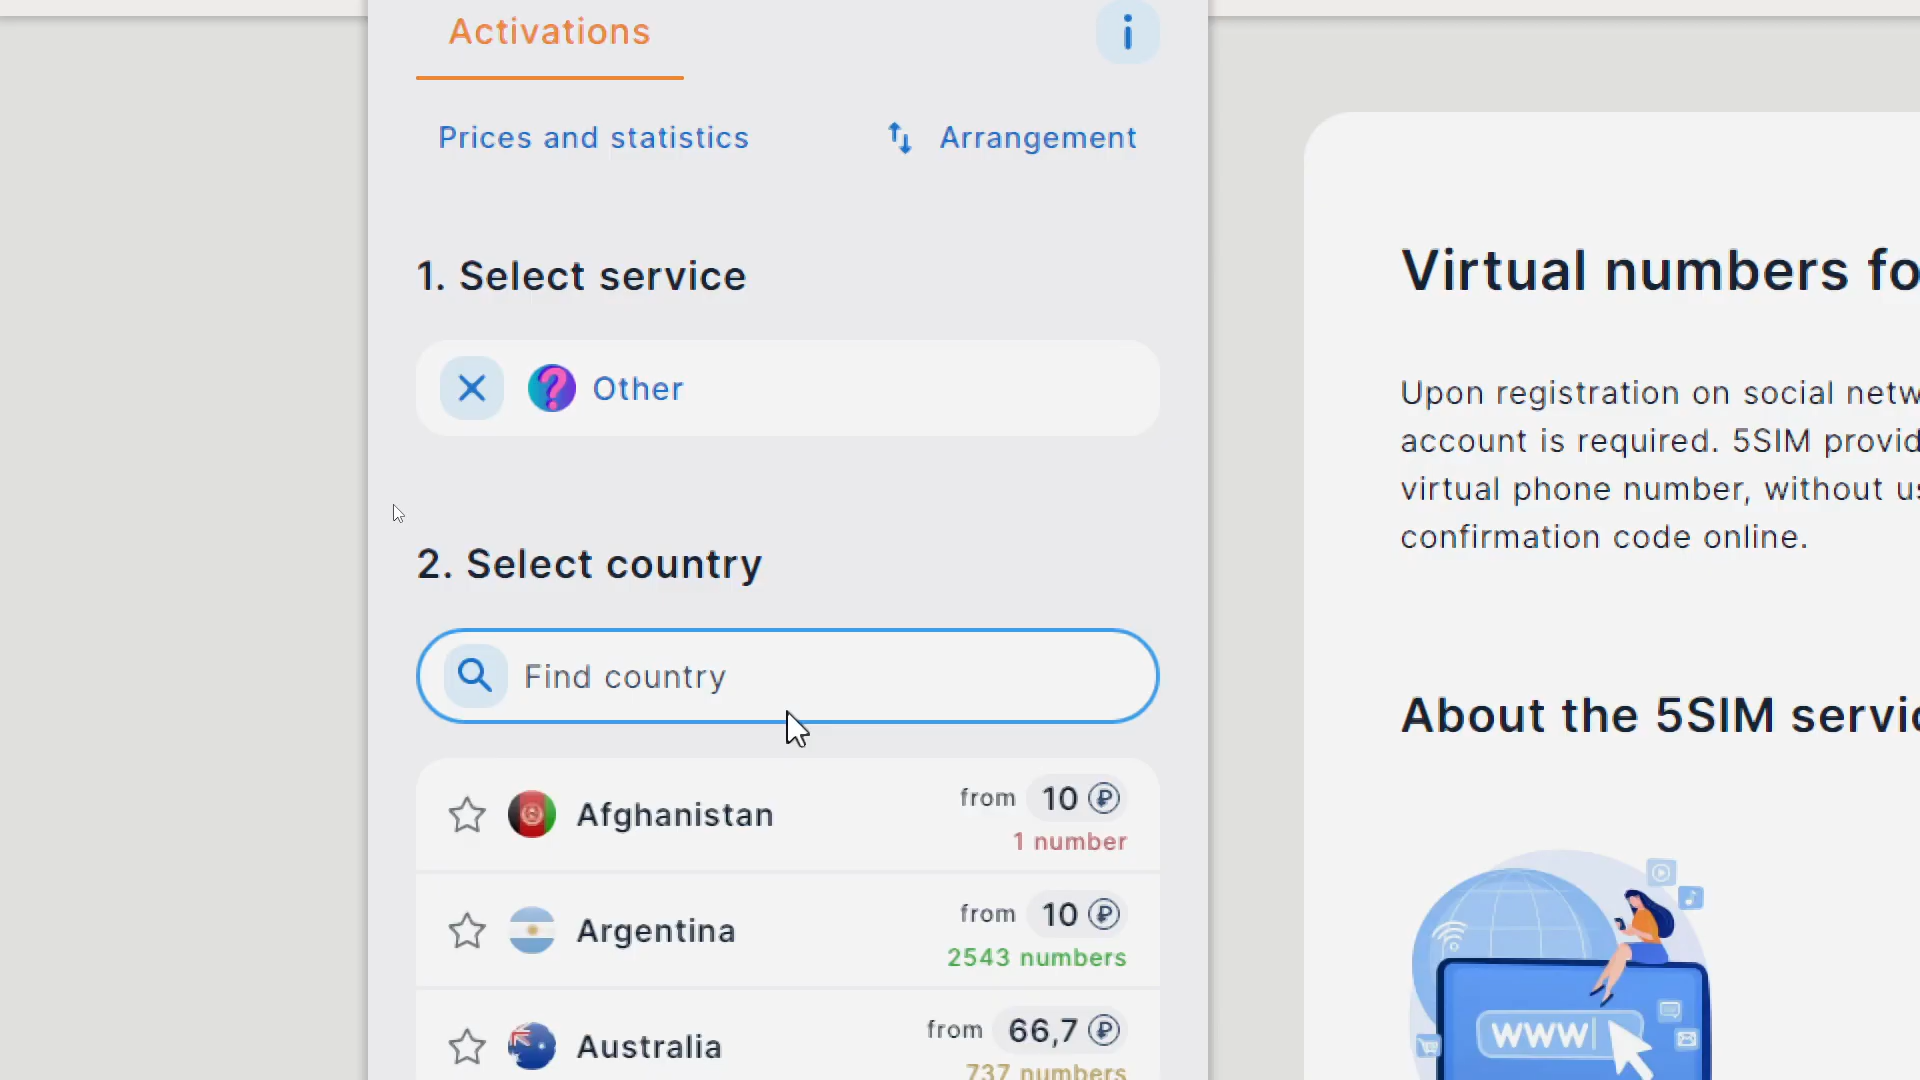 Activations
Prices and statistics
Arrangement
1. Select service
Other
2. Select country
Find country
Afghanistan
from 10 ₽
1 number
Argentina
from 10 ₽
2543 numbers
Australia
from 66,7 ₽
737 numbers
Virtual numbers fo
Upon registration on social netw
account is required. 5SIM provid
virtual phone number, without us
confirmation code online.
About the 5SIM servic
www